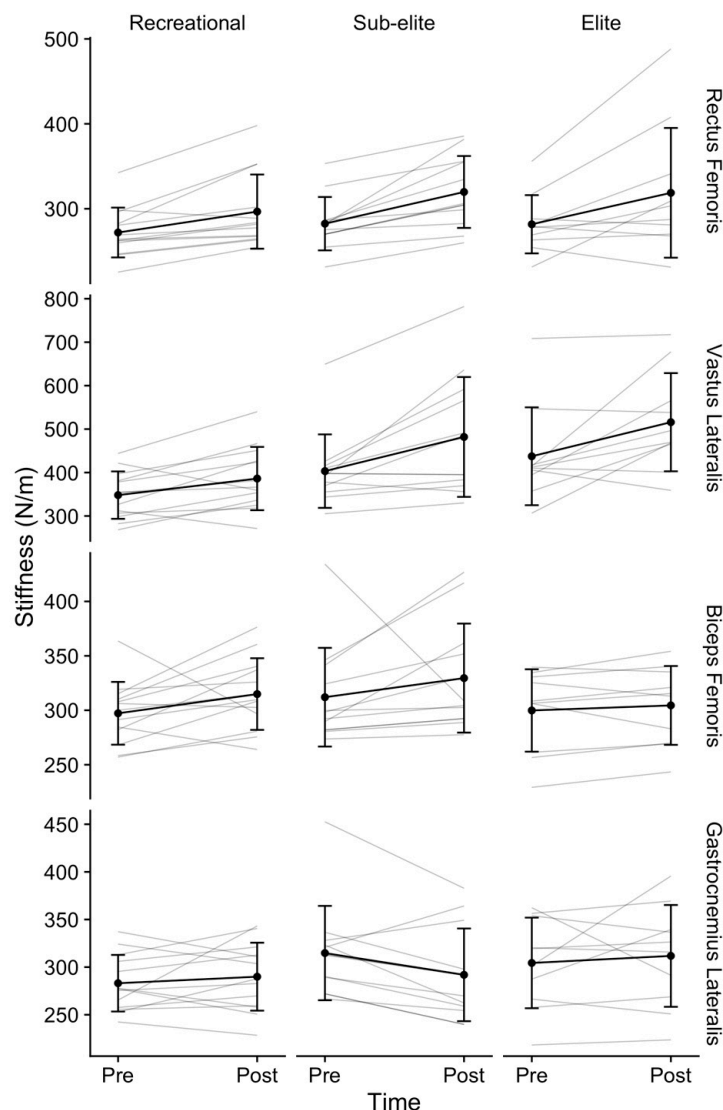 Recreational Sub-elite Elite
500
400
300
Rectus Femoris
800
700
600
500
400
300
Vastus Lateralis
400
350
300
250
Biceps Femoris
450
400
350
300
250
Gastrocnemius Lateralis
Stiffness (N/m)
Pre Post Pre Post Pre Post
Time